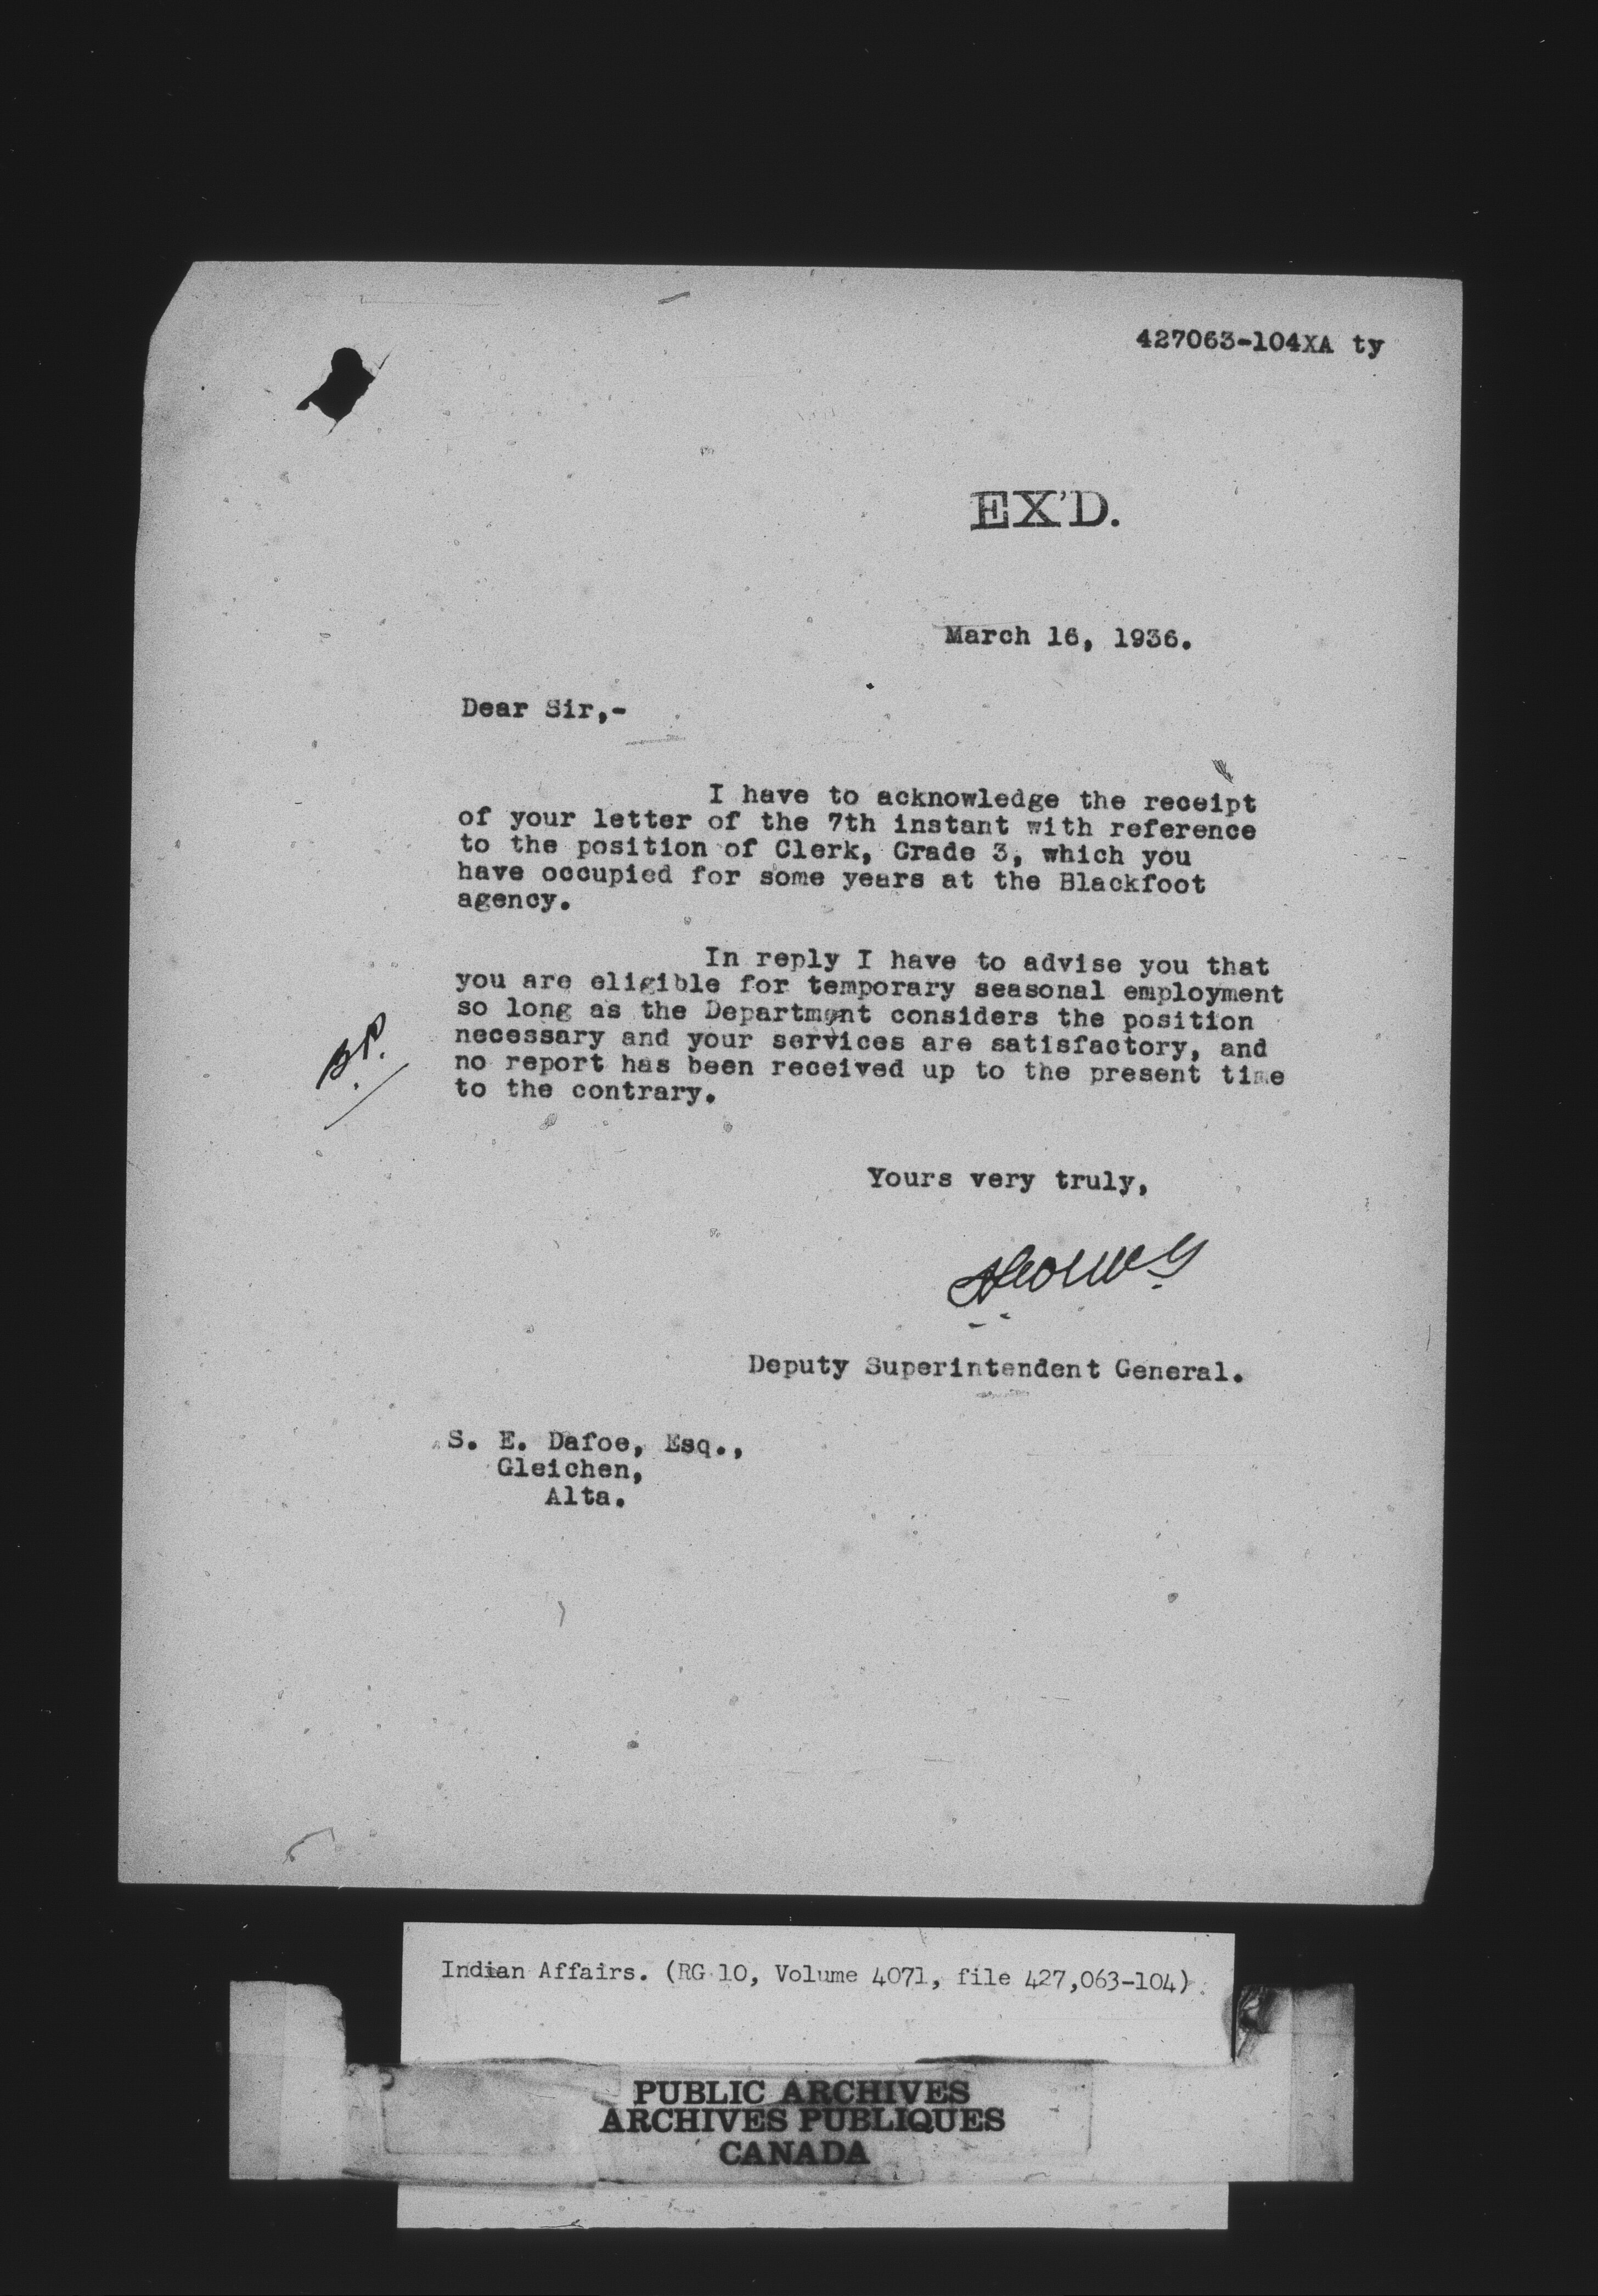 427063-104XA ty
EX'D.
March 16, 1936.
Dear Sir,-
I have to acknowledge the receipt
of your letter of the 7th instant with reference
to the position of Clerk, Grade 3, which you
have occupied for some years at the Blackfoot
agency.
In reply I have to advise you that
you are eligible for temporary seasonal employment
so long as the Department considers the position
necessary and your services are satisfactory, and
no report has been received up to the present time
to the contrary.
Yours very truly,
Deputy Superintendent General.
S. E. Dafoe, Esq.,
Gleichen,
Alta.
Indian Affairs. (RG 10, Volume 4071, file 427,063-104)
PUBLIC ARCHIVES
ARCHIVES PUBLIQUES
CANADA